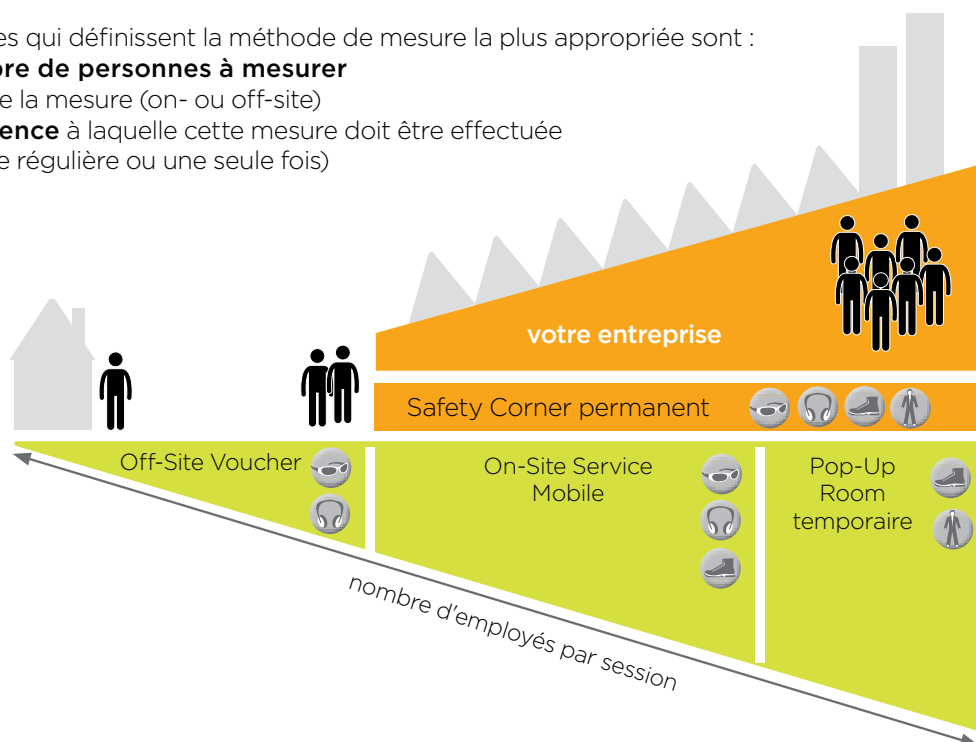 es qui définissent la méthode de mesure la plus appropriée sont :
bre de personnes à mesurer
e la mesure (on- ou off-site)
ence à laquelle cette mesure doit être effectuée
e régulière ou une seule fois)
votre entreprise
Safety Corner permanent
Off-Site Voucher
On-Site Service
Mobile
Pop-Up
Room
temporaire
nombre d'employés par session